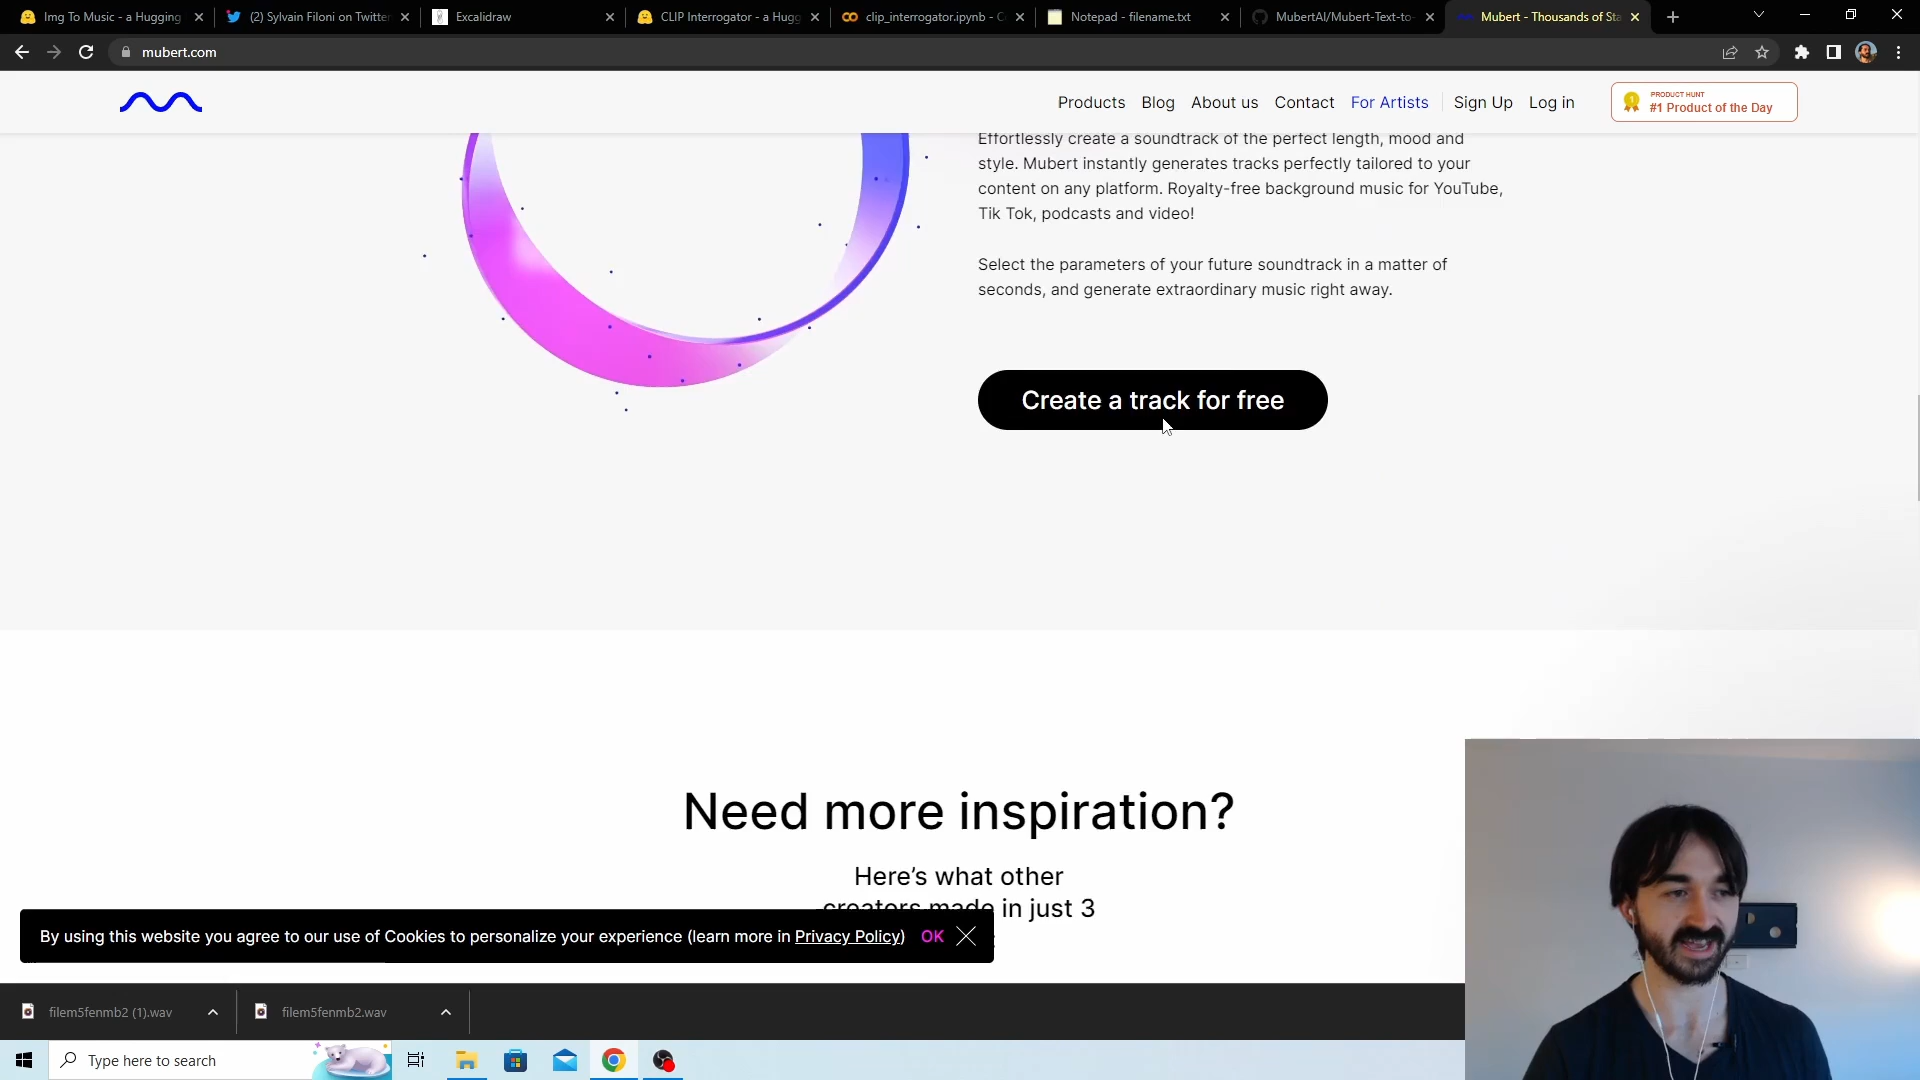 Img To Music - a Hugging
(2) Sylvain Filoni on Twitter
Excalidraw
CLIP Interrogator - a Hugg
clip_interrogator.ipynb - C
Notepad - filename.txt
MubertAI/Mubert-Text-to-
Mubert - Thousands of Sta
mubert.com
Products Blog About us Contact For Artists Sign Up Log in
PRODUCT HUNT
#1 Product of the Day
Effortlessly create a soundtrack of the perfect length, mood and
style. Mubert instantly generates tracks perfectly tailored to your
content on any platform. Royalty-free background music for YouTube,
Tik Tok, podcasts and video!
Select the parameters of your future soundtrack in a matter of
seconds, and generate extraordinary music right away.
Create a track for free
Need more inspiration?
Here’s what other
creators made in just 3
By using this website you agree to our use of Cookies to personalize your experience (learn more in Privacy Policy) OK
filem5fenmb2 (1).wav
filem5fenmb2.wav
Type here to search